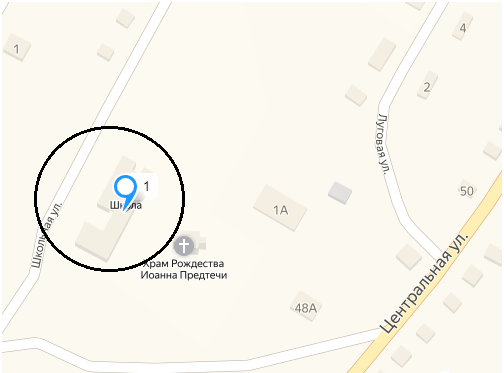 4
1
2
Луговая ул.
1
Школа
50
1А
Школьная ул.
Центральная ул.
Храм Рождества
Иоанна Предтечи
48А